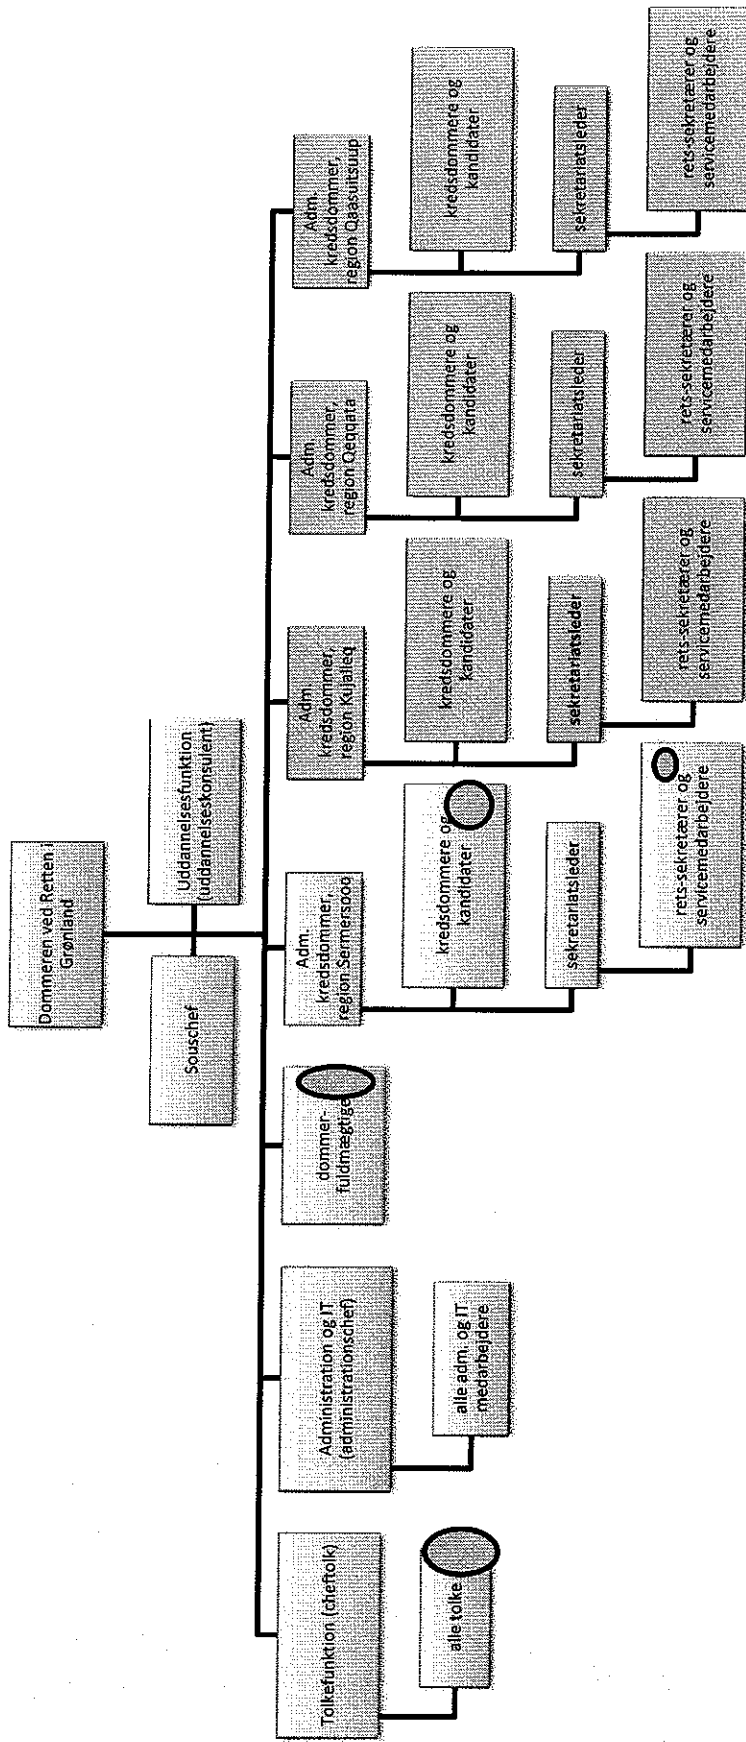 Dommeren ved Retten i
Grønland
Souschef
Uddannelsesfunktion
(uddannelseskonsulent)
Tolkefunktion (cheftolk)
alle tolke
Administration og IT
(administrationschef)
alle adm. og IT
medarbejdere
dommer-
fuldmægtige
Adm.
kredsdommer,
region Sermersooq
kredsdommere og
kandidater
sekretariatsleder
rets-sekretærer og
servicemedarbejdere
Adm.
kredsdommer,
region Kujalleq
kredsdommere og
kandidater
sekretariatsleder
rets-sekretærer og
servicemedarbejdere
Adm.
kredsdommer,
region Qeqqata
kredsdommere og
kandidater
sekretariatsleder
rets-sekretærer og
servicemedarbejdere
Adm.
kredsdommer,
region Qaasuitsuup
kredsdommere og
kandidater
sekretariatsleder
rets-sekretærer og
servicemedarbejdere